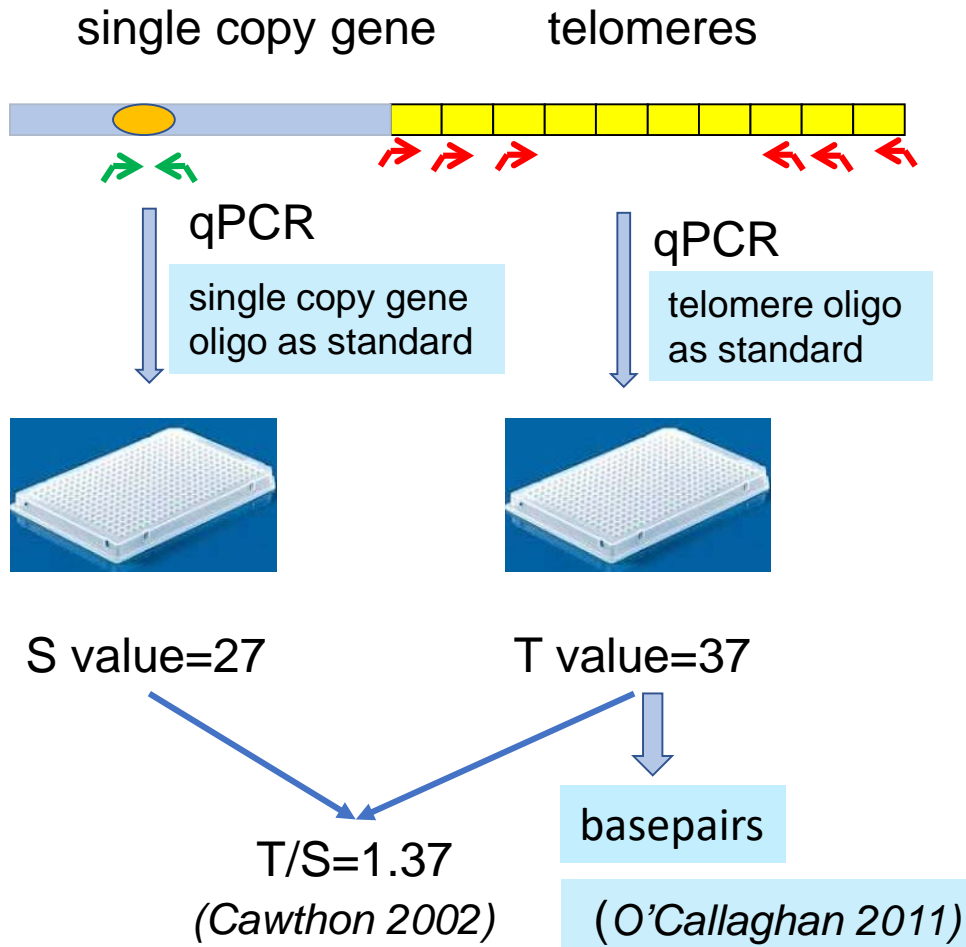 single copy gene
telomeres
qPCR
single copy gene
oligo as standard
qPCR
telomere oligo
as standard
S value=27
T value=37
T/S=1.37
(Cawthon 2002)
basepairs
(O’Callaghan 2011)